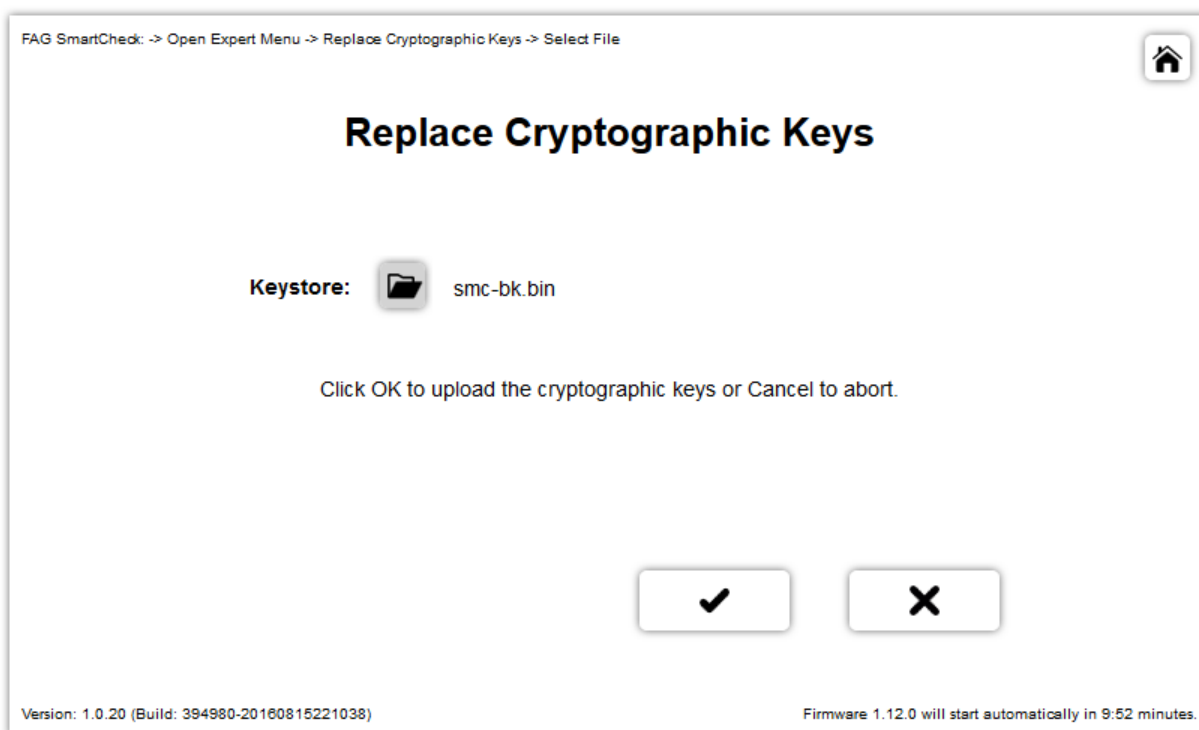 FAG SmartCheck: -> Open Expert Menu -> Replace Cryptographic Keys -> Select File
Replace Cryptographic Keys
Keystore: smc-bk.bin
Click OK to upload the cryptographic keys or Cancel to abort.
Version: 1.0.20 (Build: 394980-20160815221038) Firmware 1.12.0 will start automatically in 9:52 minutes.